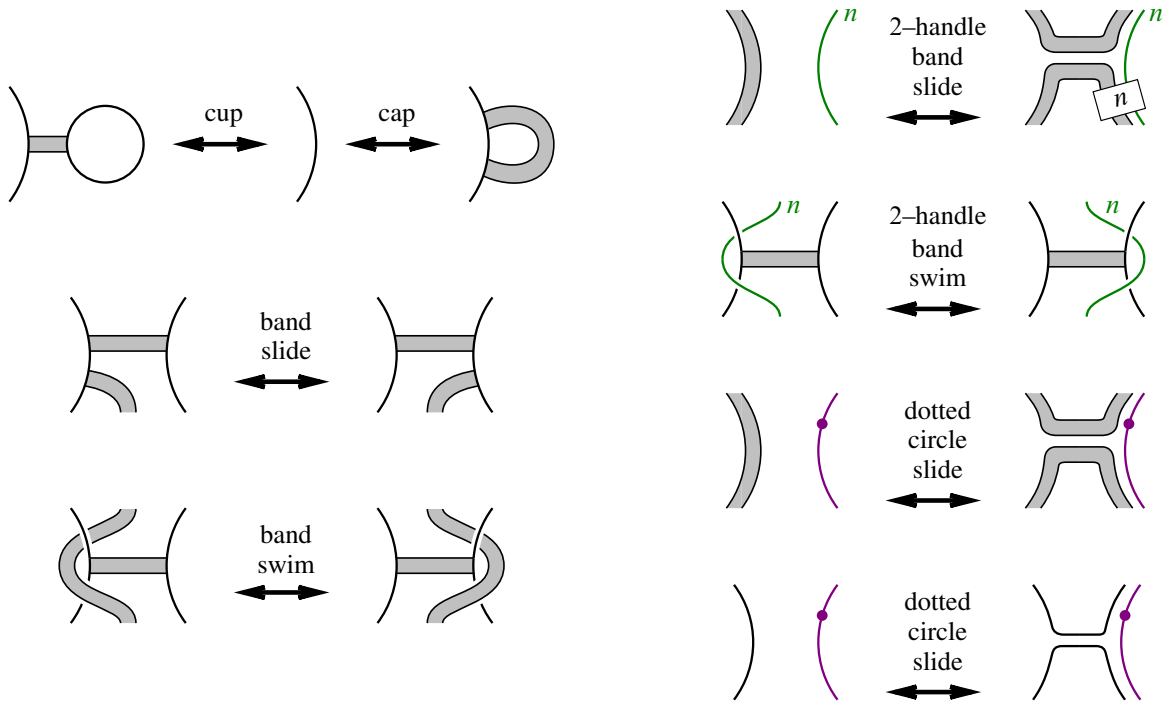 cup
cap
band
slide
band
swim
n
2–handle
band
slide
n
n
n
2–handle
band
swim
n
dotted
circle
slide
dotted
circle
slide